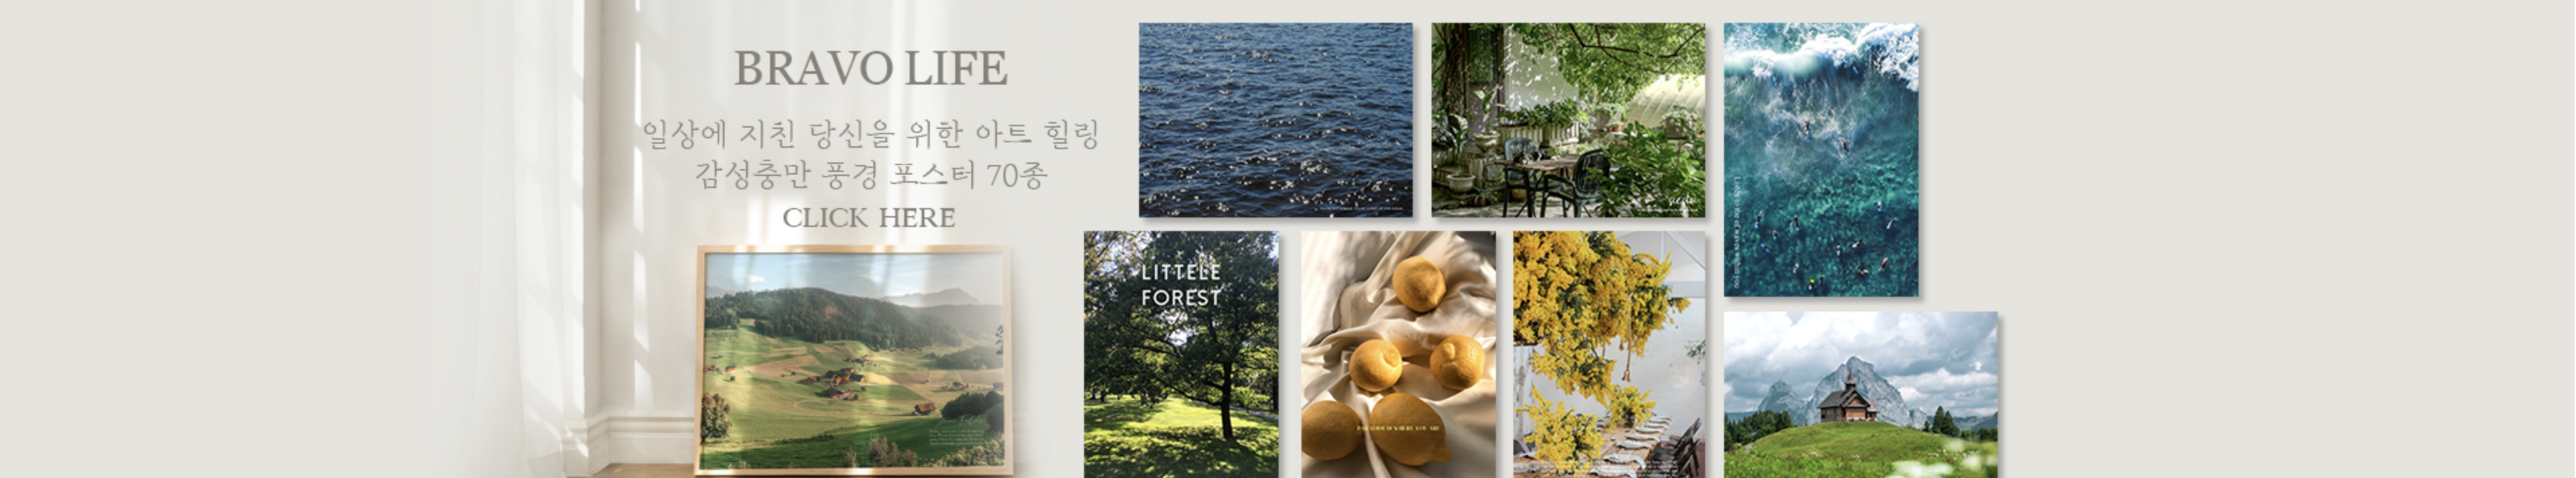 BRAVO LIFE
일상에 지친 당신을 위한 아트 힐링
감성충만 풍경 포스터 70종
CLICK HERE
LITTELE
FOREST